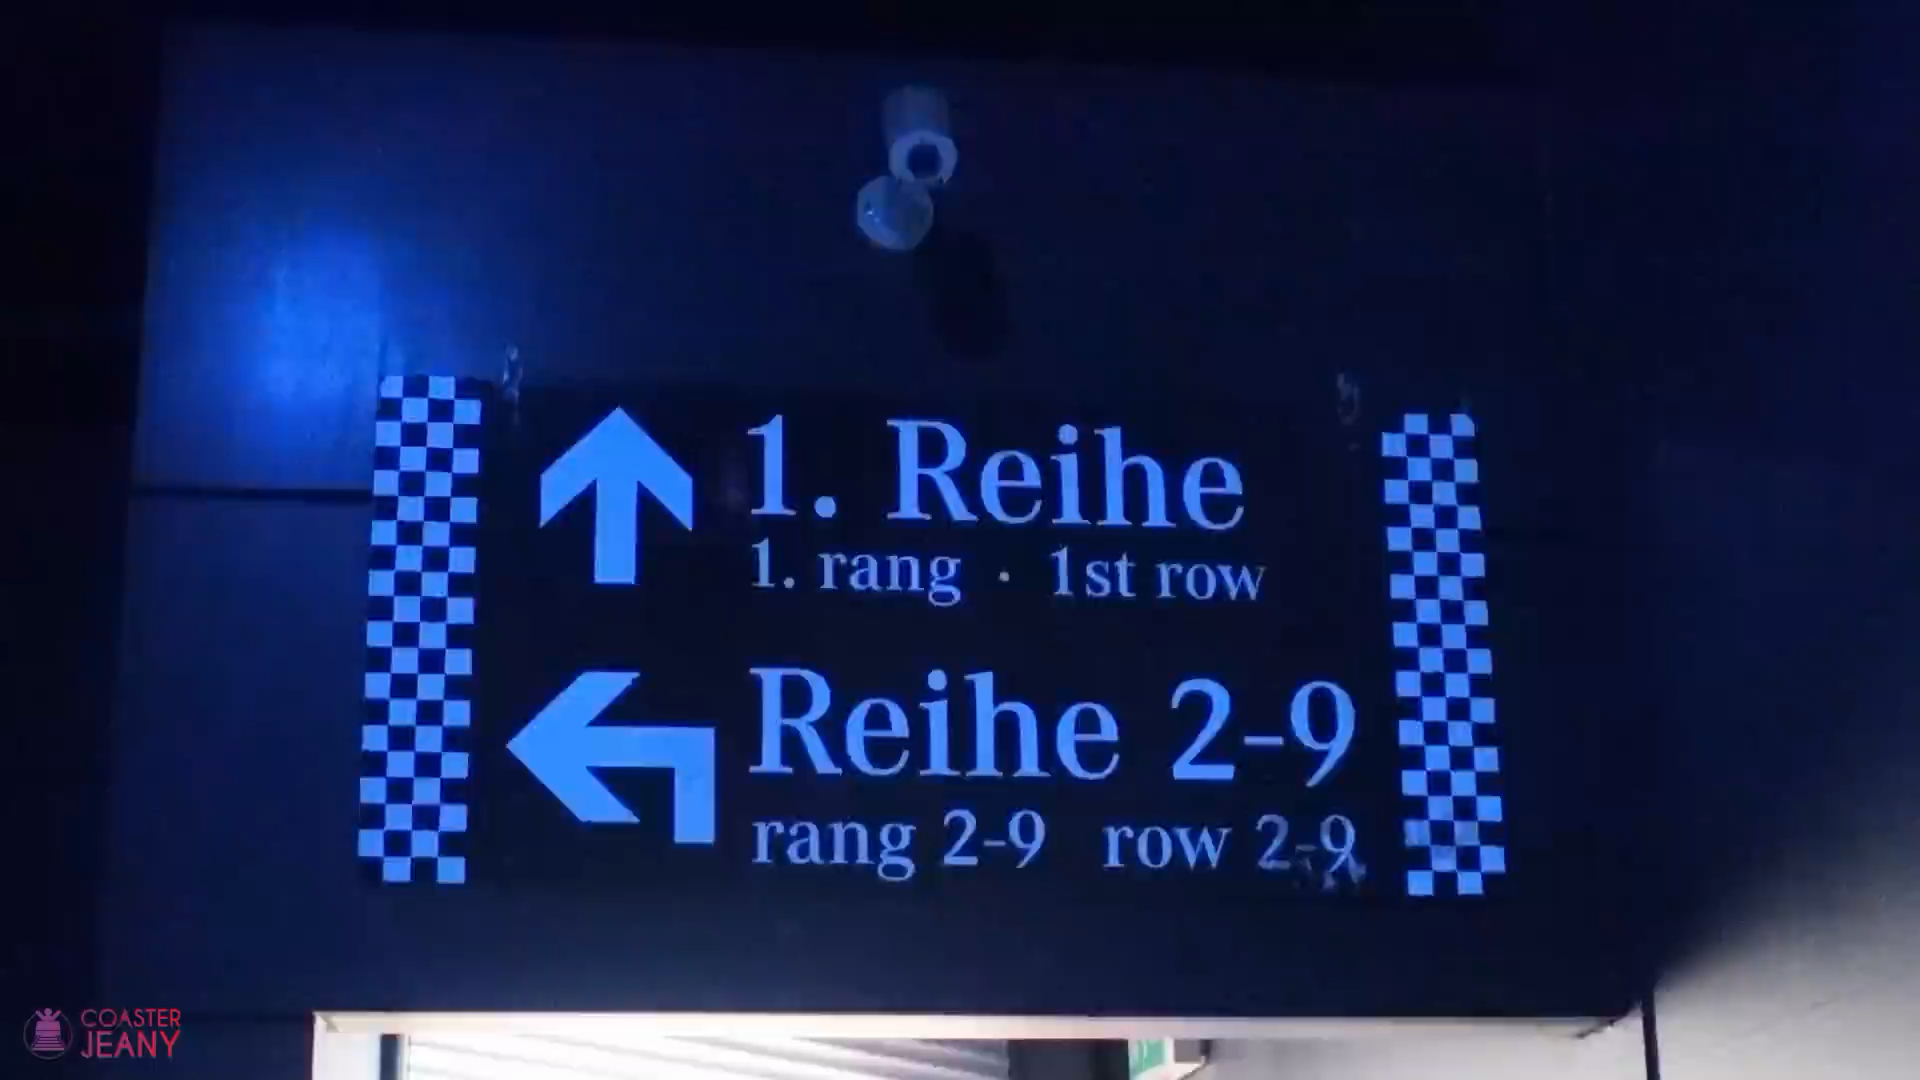 1. Reihe
1. rang · 1st row
Reihe 2-9
rang 2-9 row 2-9
COASTER
JEANY